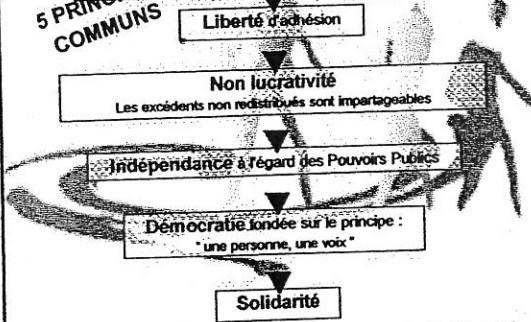 5 PRINCIPES
COMMUNS
Liberté d'adhésion
Non lucrativité
Les excédents non redistribués sont impartageables
Indépendance à l'égard des Pouvoirs Publics
Démocratie fondée sur le principe :
"une personne, une voix"
Solidarité